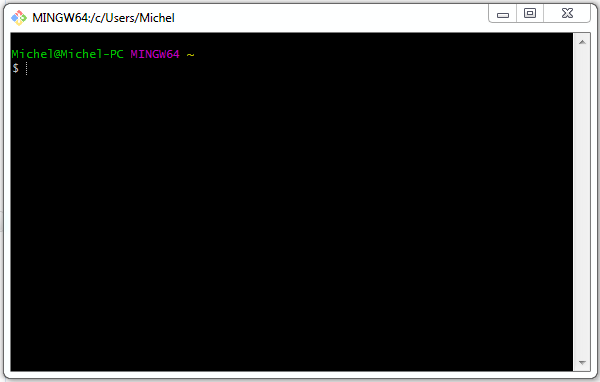 MINGW64:/c/Users/Michel
Michel@Michel-PC MINGW64 ~
$